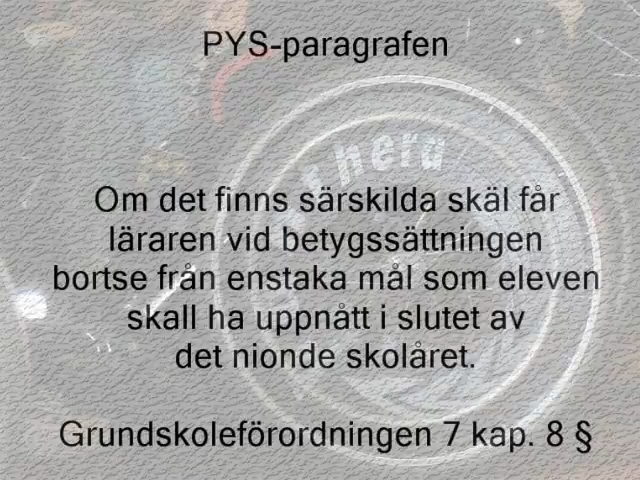 PYS-paragrafen
Om det finns särskilda skäl får
läraren vid betygssättningen
bortse från enstaka mål som eleven
skall ha uppnått i slutet av
det nionde skolåret.
Grundskoleförordningen 7 kap. 8 §